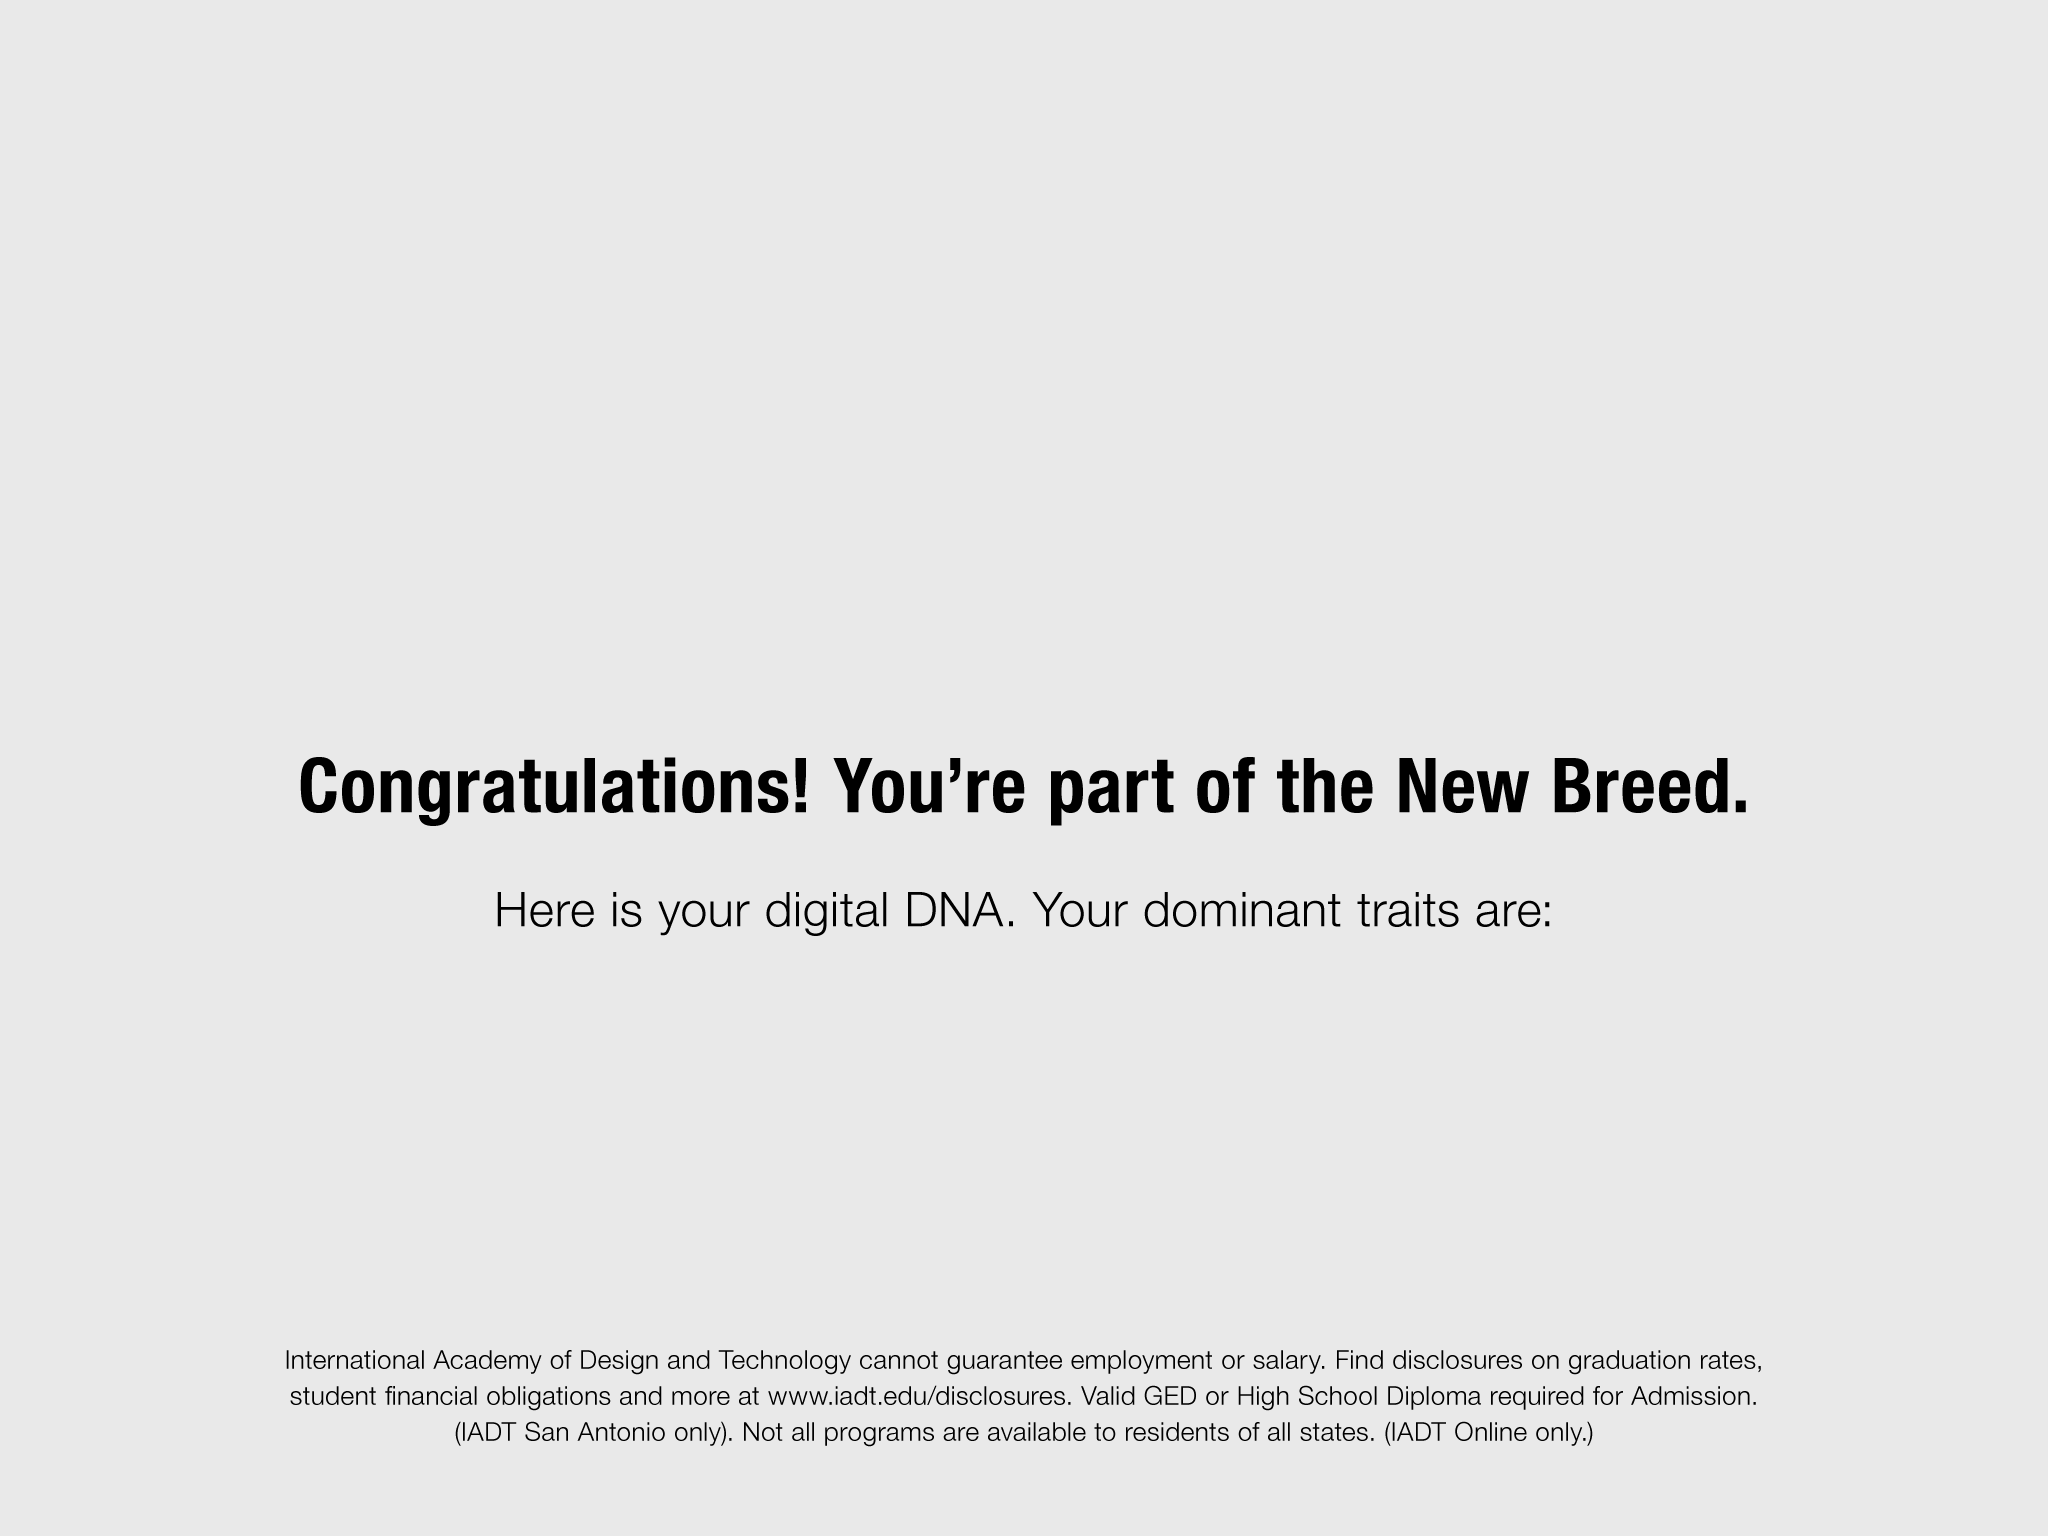 Congratulations! You’re part of the New Breed.
Here is your digital DNA. Your dominant traits are:
International Academy of Design and Technology cannot guarantee employment or salary. Find disclosures on graduation rates,
student financial obligations and more at www.iadt.edu/disclosures. Valid GED or High School Diploma required for Admission.
(IADT San Antonio only). Not all programs are available to residents of all states. (IADT Online only.)